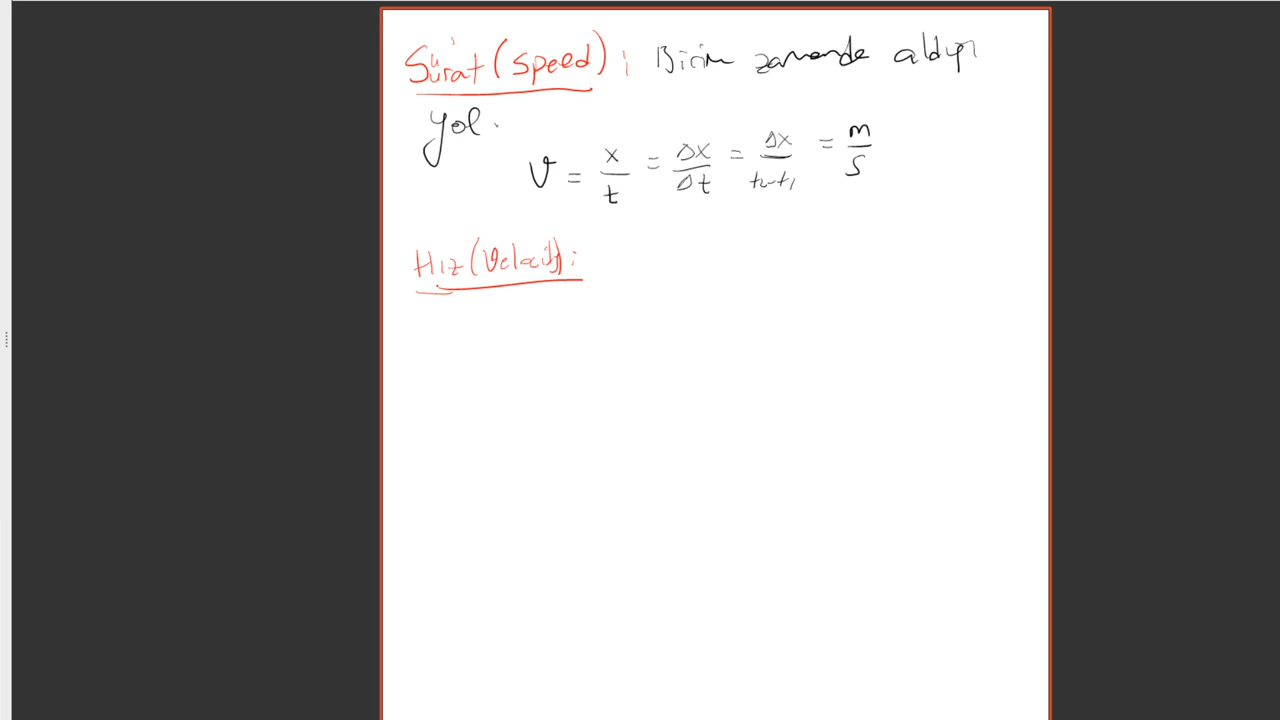 Sürat (Speed) : Birim zamanda aldığı
yol.
V = x/t = Δx/Δt = Δx/t₂-t₁ = m/s
Hız (Velocity) :